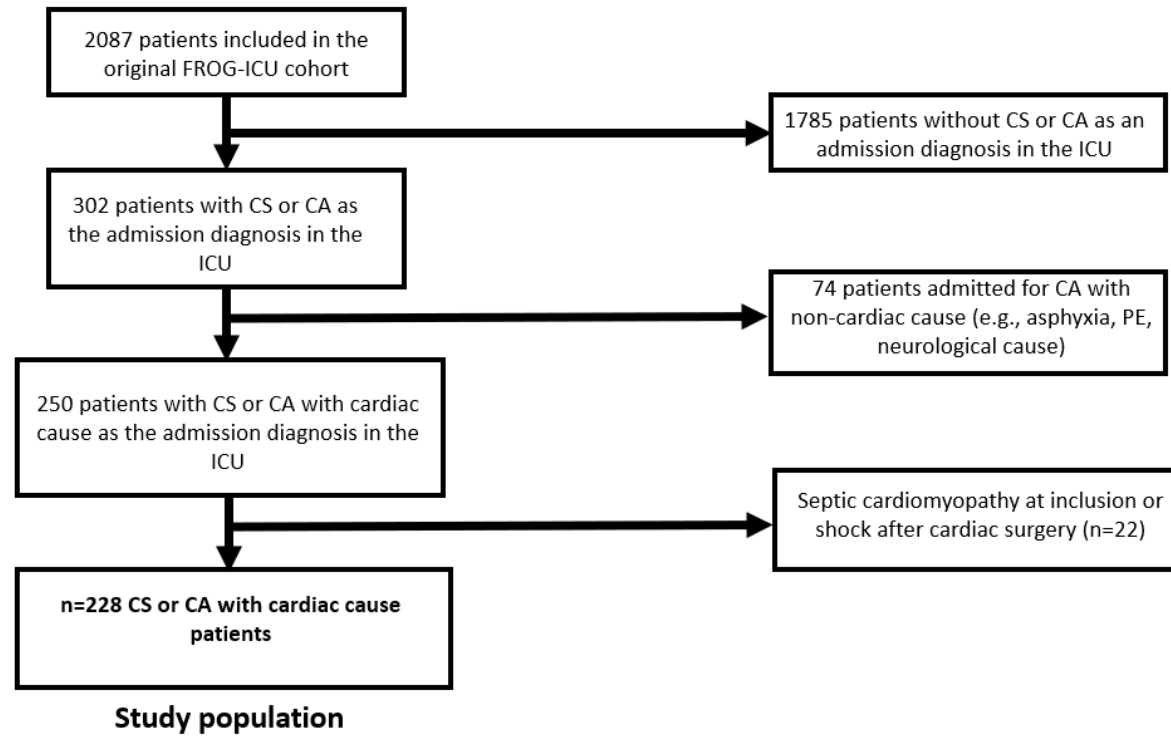 2087 patients included in the
original FROG-ICU cohort
1785 patients without CS or CA as an
admission diagnosis in the ICU
302 patients with CS or CA as
the admission diagnosis in the
ICU
74 patients admitted for CA with
non-cardiac cause (e.g., asphyxia, PE,
neurological cause)
250 patients with CS or CA with cardiac
cause as the admission diagnosis in the
ICU
Septic cardiomyopathy at inclusion or
shock after cardiac surgery (n=22)
n=228 CS or CA with cardiac cause
patients
Study population